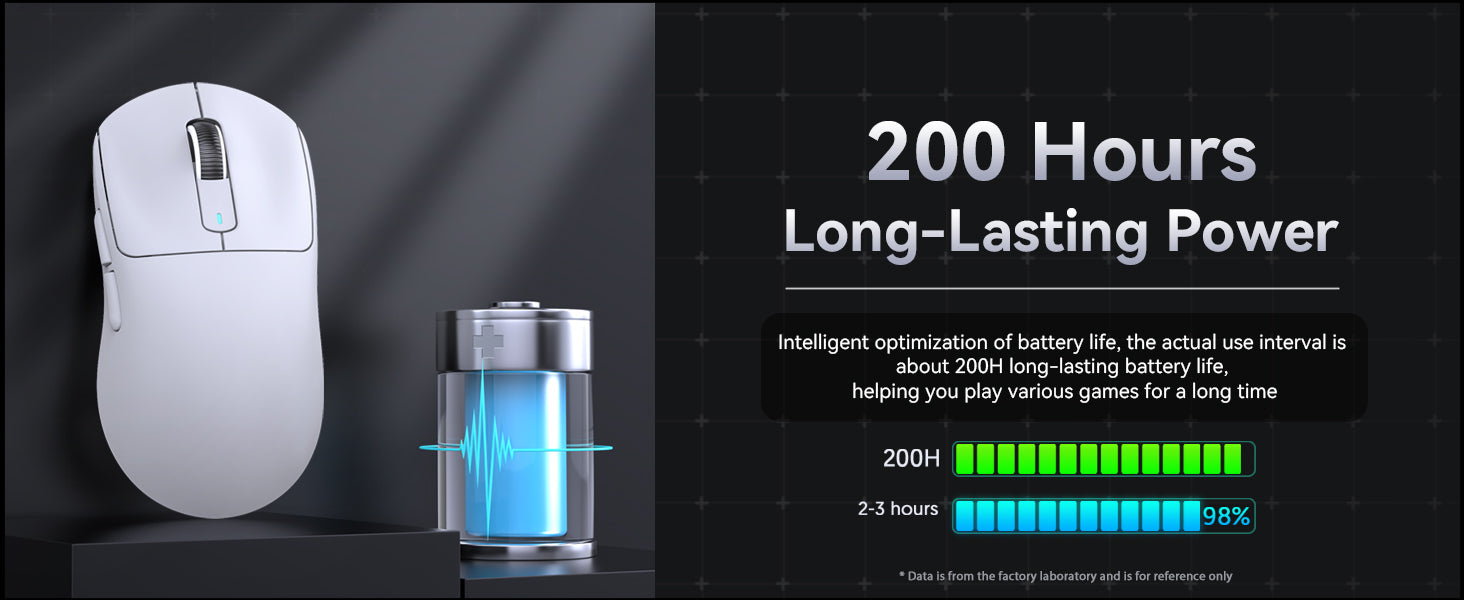 200 Hours
Long-Lasting Power
Intelligent optimization of battery life, the actual use interval is
about 200H long-lasting battery life,
helping you play various games for a long time
200H
2-3 hours 98%
* Data is from the factory laboratory and is for reference only